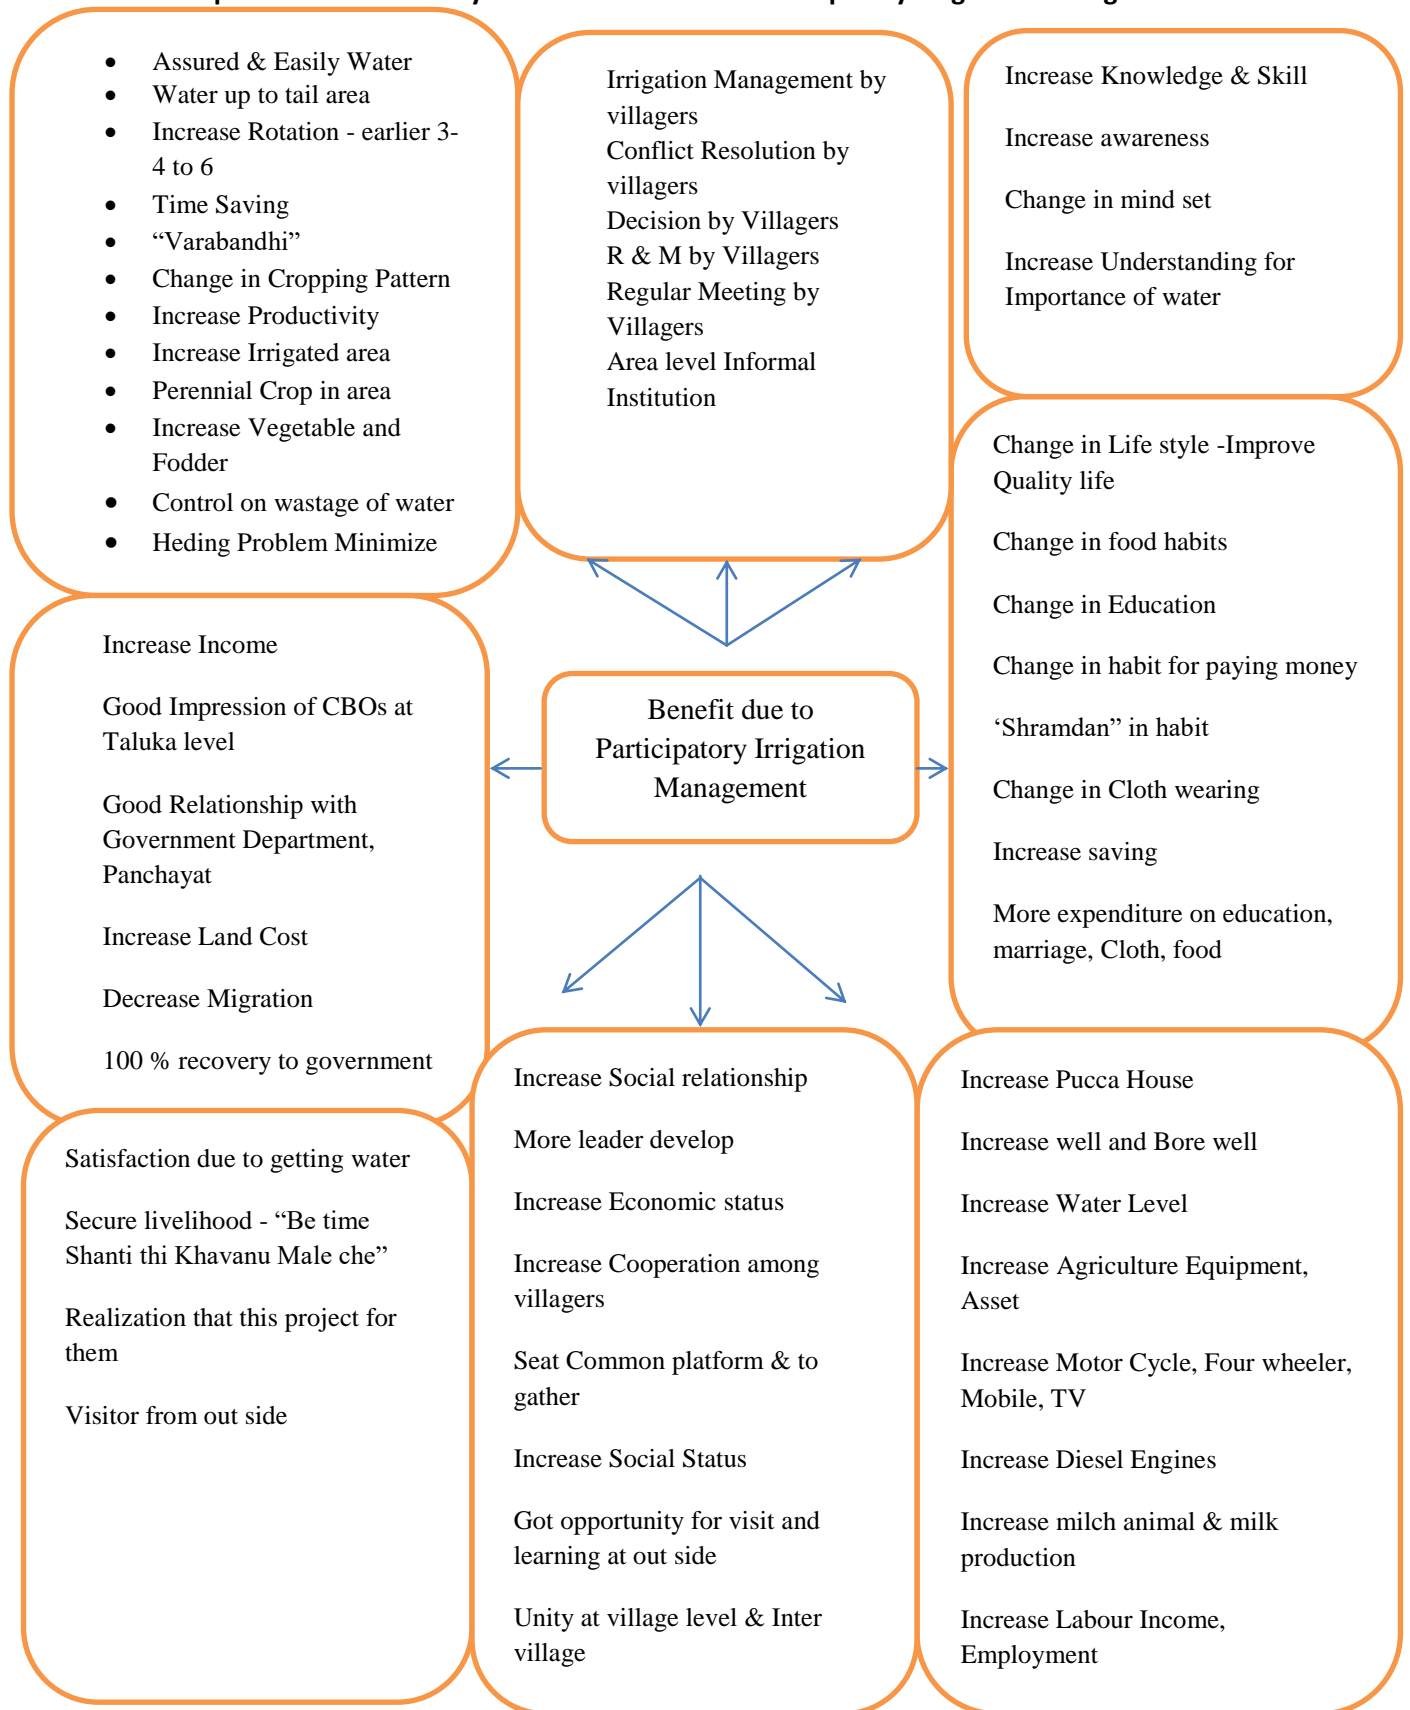 • Assured & Easily Water
• Water up to tail area
• Increase Rotation - earlier 3-
4 to 6
• Time Saving
• “Varabandhi”
• Change in Cropping Pattern
• Increase Productivity
• Increase Irrigated area
• Perennial Crop in area
• Increase Vegetable and
Fodder
• Control on wastage of water
• Heding Problem Minimize
Irrigation Management by
villagers
Conflict Resolution by
villagers
Decision by Villagers
R & M by Villagers
Regular Meeting by
Villagers
Area level Informal
Institution
Increase Knowledge & Skill
Increase awareness
Change in mind set
Increase Understanding for
Importance of water
Change in Life style -Improve
Quality life
Change in food habits
Change in Education
Change in habit for paying money
‘Shramdan” in habit
Change in Cloth wearing
Increase saving
More expenditure on education,
marriage, Cloth, food
Increase Income
Good Impression of CBOs at
Taluka level
Good Relationship with
Government Department,
Panchayat
Increase Land Cost
Decrease Migration
100 % recovery to government
Benefit due to
Participatory Irrigation
Management
Satisfaction due to getting water
Secure livelihood - “Be time
Shanti thi Khavanu Male che”
Realization that this project for
them
Visitor from out side
Increase Social relationship
More leader develop
Increase Economic status
Increase Cooperation among
villagers
Seat Common platform & to
gather
Increase Social Status
Got opportunity for visit and
learning at out side
Unity at village level & Inter
village
Increase Pucca House
Increase well and Bore well
Increase Water Level
Increase Agriculture Equipment,
Asset
Increase Motor Cycle, Four wheeler,
Mobile, TV
Increase Diesel Engines
Increase milch animal & milk
production
Increase Labour Income,
Employment